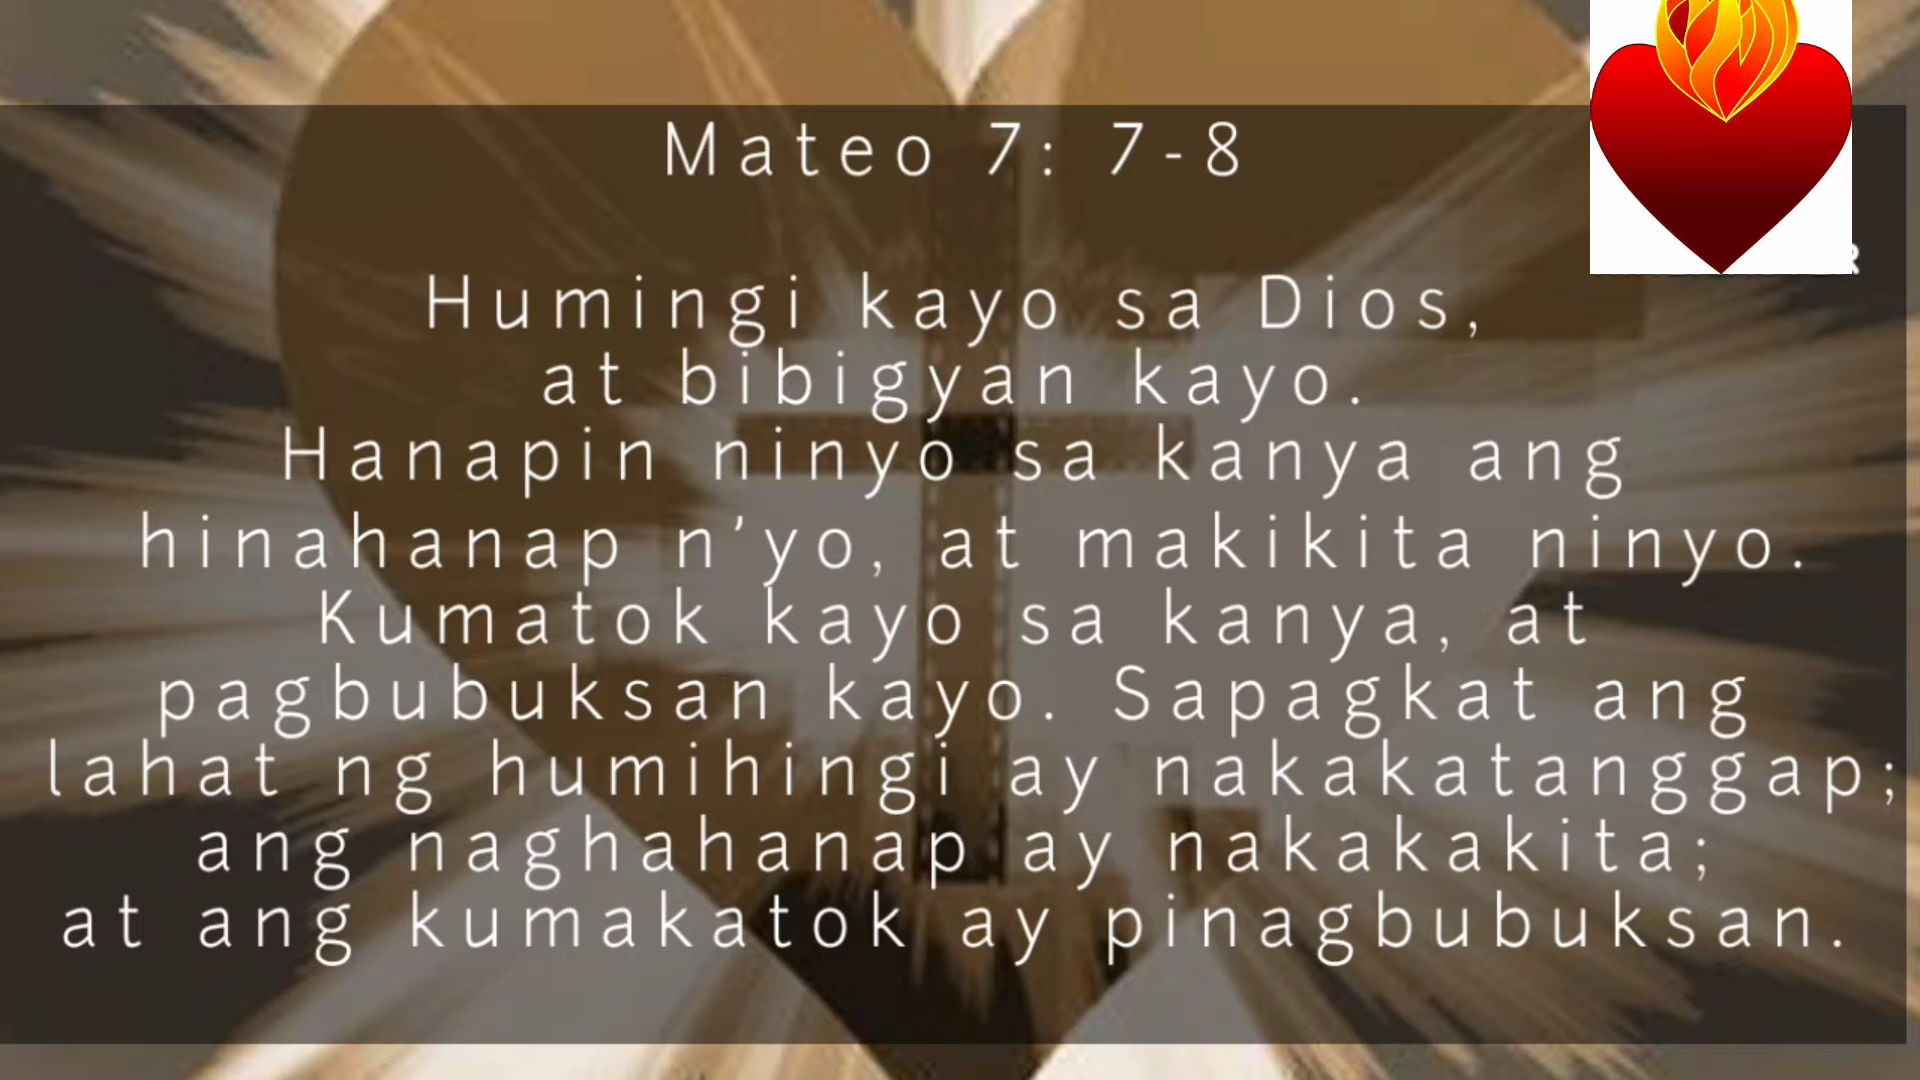 Mateo 7: 7-8
Humingi kayo sa Dios,
at bibigyan kayo.
Hanapin ninyo sa kanya ang
hinahanap n’yo, at makikita ninyo.
Kumatok kayo sa kanya, at
pagbubuksan kayo. Sapagkat ang
lahat ng humihingi ay nakakatanggap;
ang naghahanap ay nakakakita;
at ang kumakatok ay pinagbubuksan.